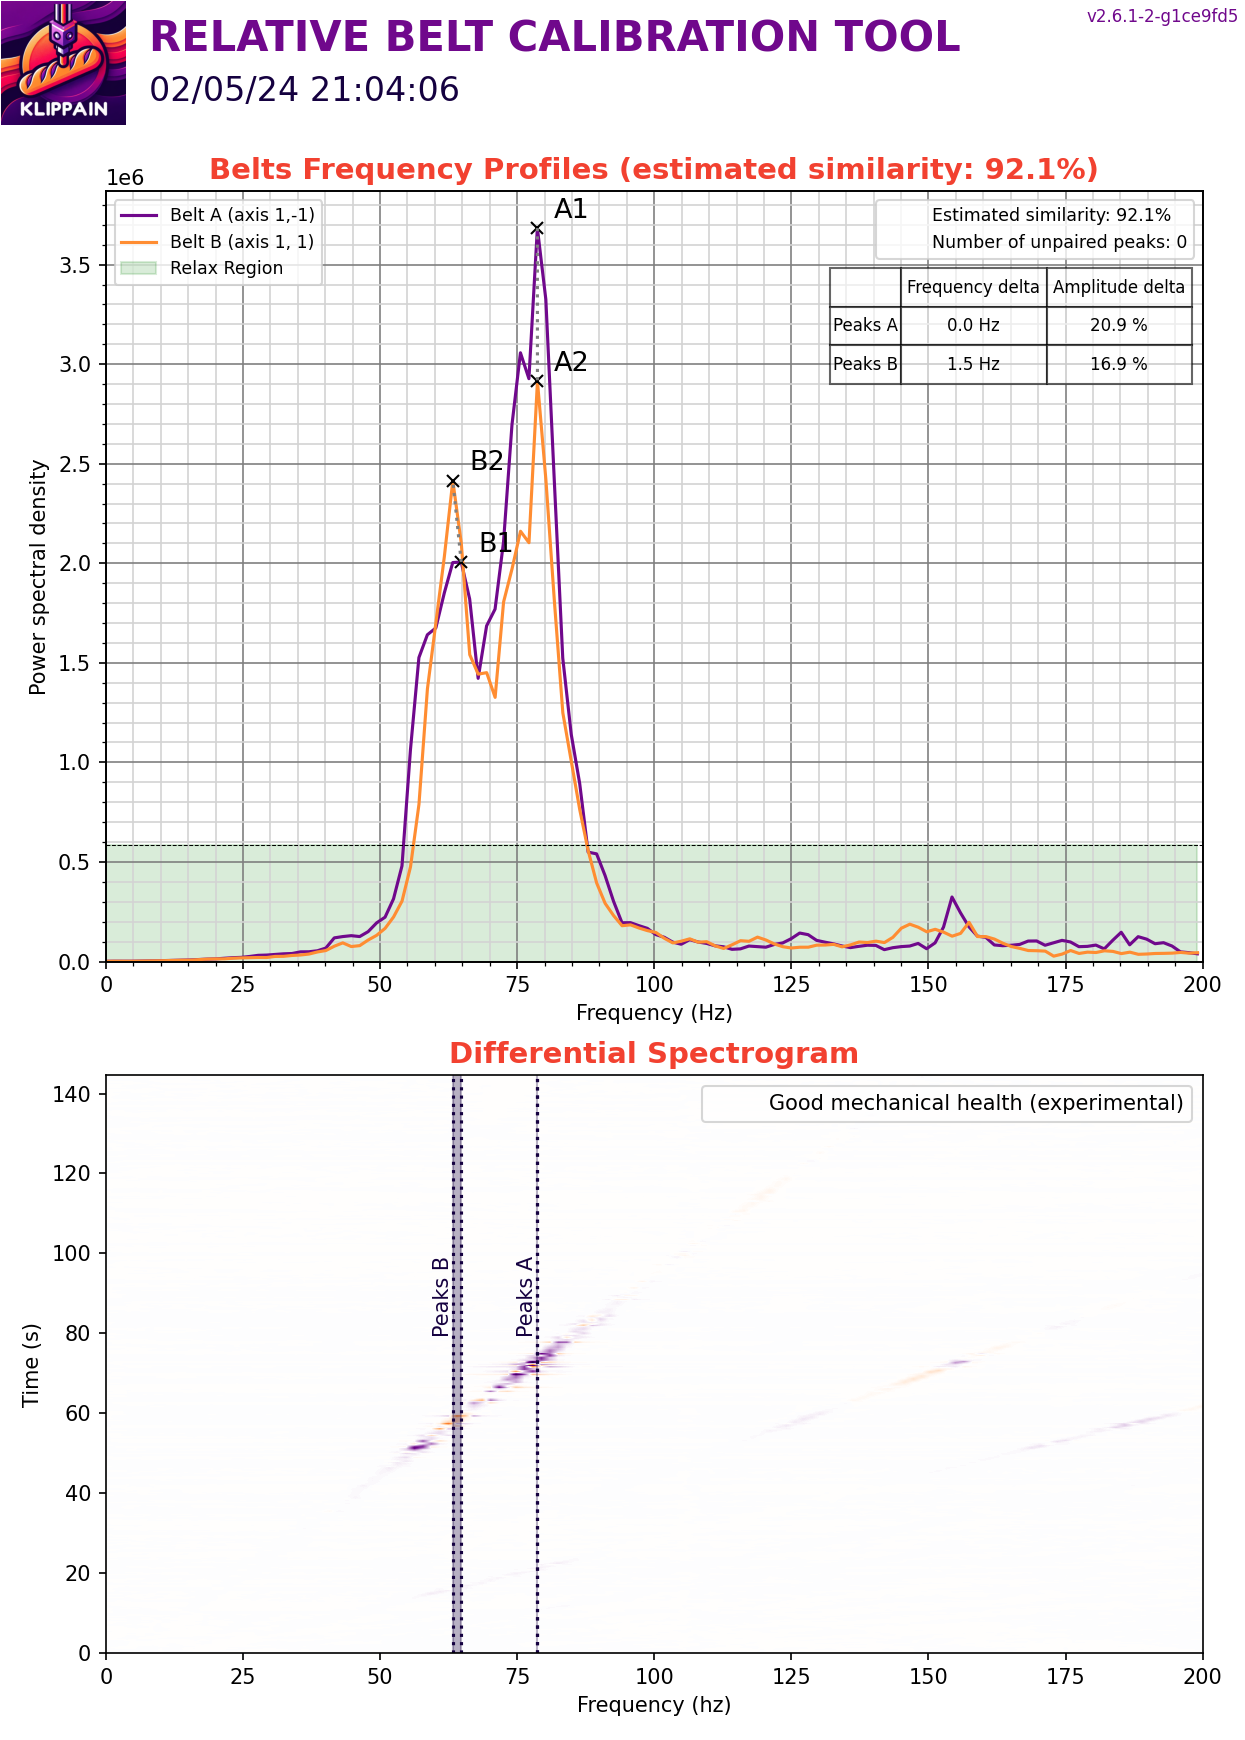 KLIPPAIN
RELATIVE BELT CALIBRATION TOOL
v2.6.1-2-g1ce9fd5
02/05/24 21:04:06
Belts Frequency Profiles (estimated similarity: 92.1%)
1e6
Belt A (axis 1,-1)
Belt B (axis 1, 1)
Relax Region
Estimated similarity: 92.1%
Number of unpaired peaks: 0
Frequency delta Amplitude delta
Peaks A 0.0 Hz 20.9 %
Peaks B 1.5 Hz 16.9 %
A1
A2
B2
B1
Power spectral density
3.5
3.0
2.5
2.0
1.5
1.0
0.5
0.0
0 25 50 75 100 125 150 175 200
Frequency (Hz)
Differential Spectrogram
Good mechanical health (experimental)
Peaks B
Peaks A
Time (s)
140
120
100
80
60
40
20
0
0 25 50 75 100 125 150 175 200
Frequency (hz)